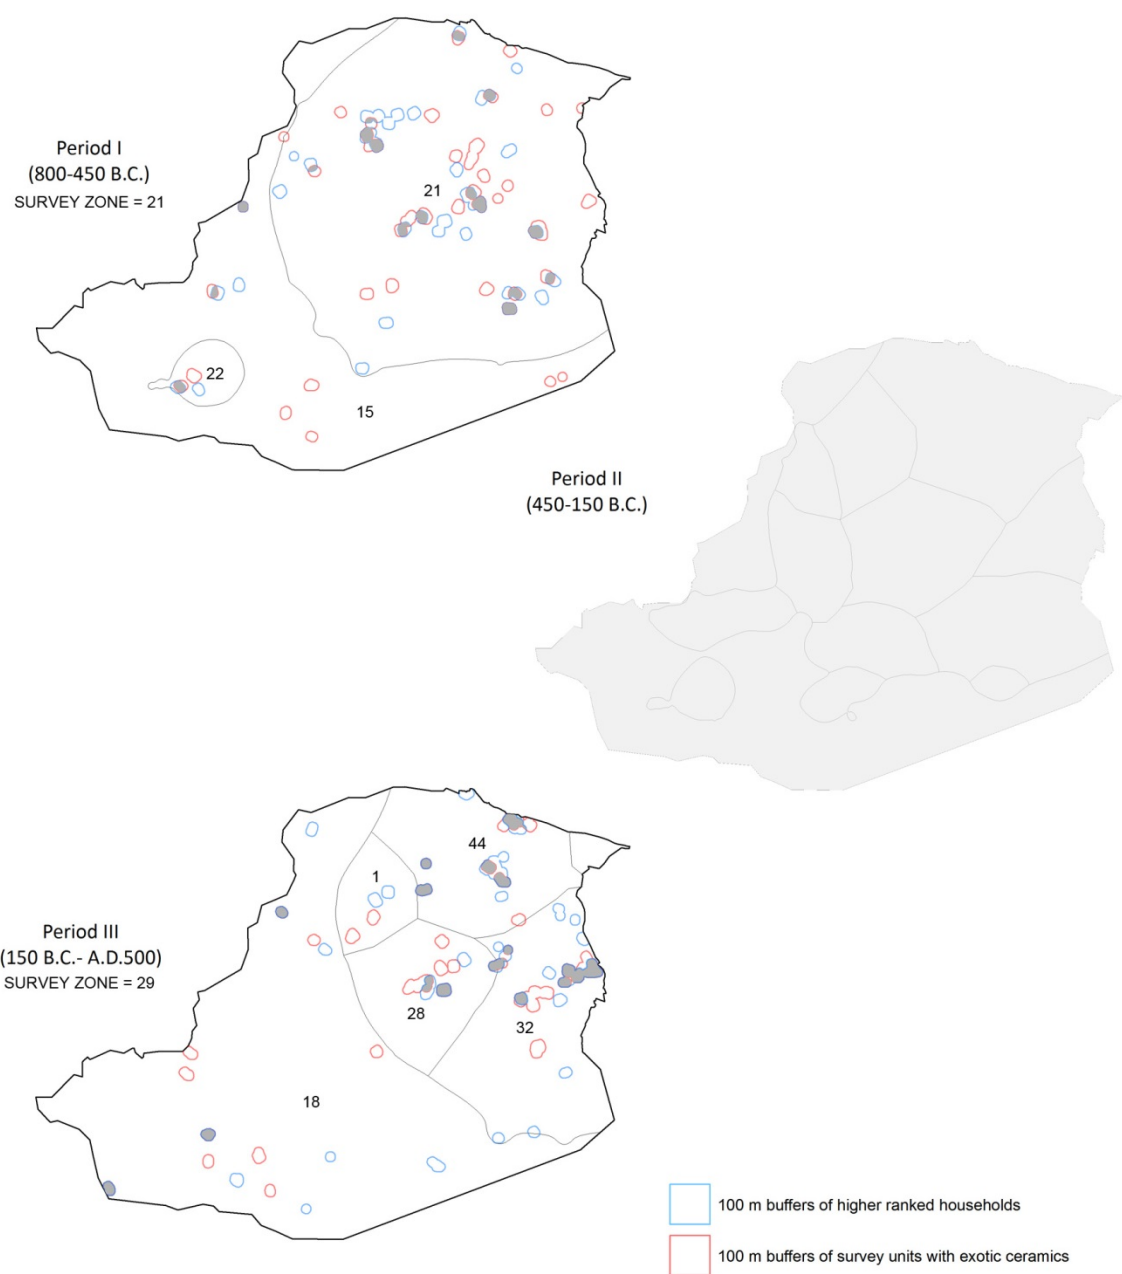 Period I
(800-450 B.C.)
SURVEY ZONE = 21
21
22
15
Period II
(450-150 B.C.)
44
1
Period III
(150 B.C.- A.D.500)
SURVEY ZONE = 29
28
32
18
100 m buffers of higher ranked households
100 m buffers of survey units with exotic ceramics